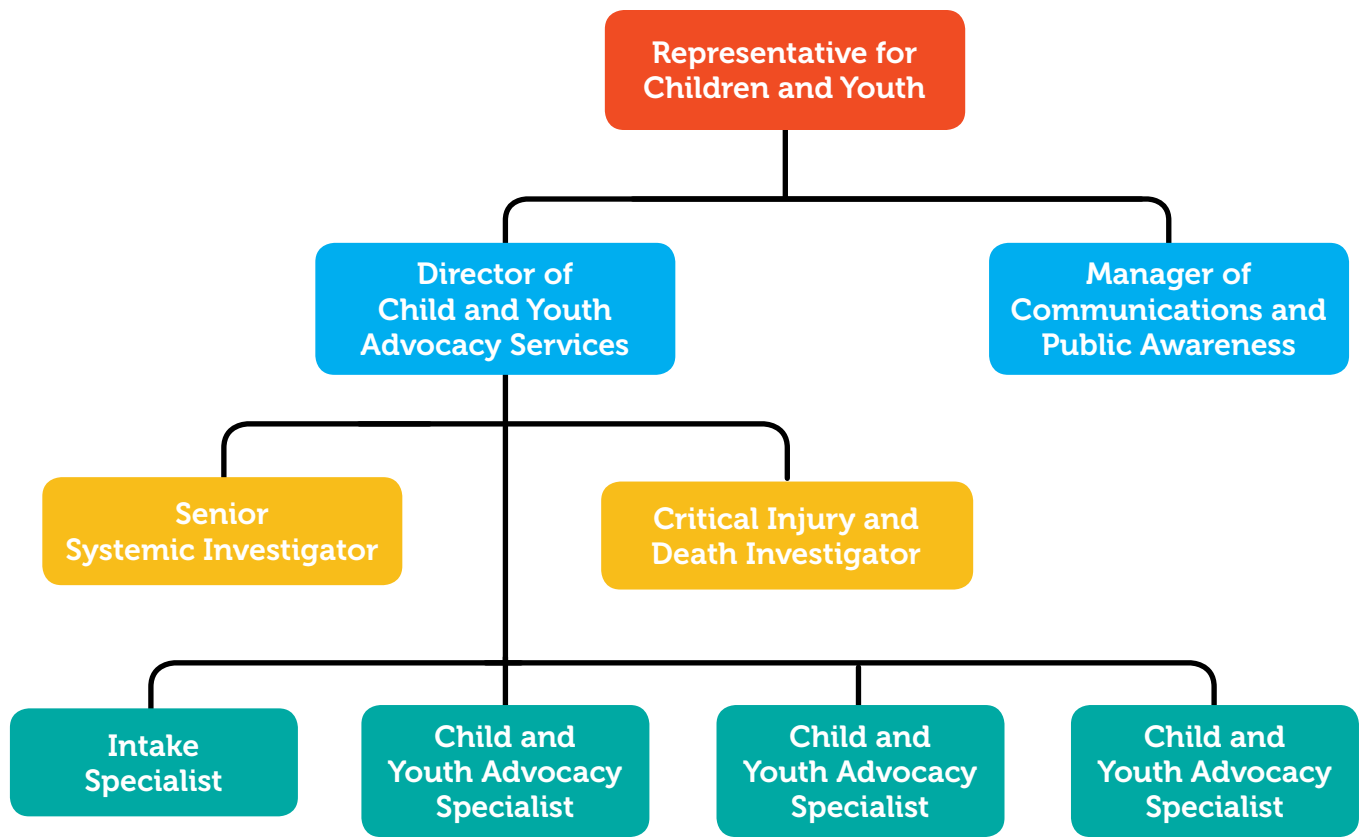 Representative for
Children and Youth
Director of
Child and Youth
Advocacy Services
Manager of
Communications and
Public Awareness
Senior
Systemic Investigator
Critical Injury and
Death Investigator
Intake
Specialist
Child and
Youth Advocacy
Specialist
Child and
Youth Advocacy
Specialist
Child and
Youth Advocacy
Specialist